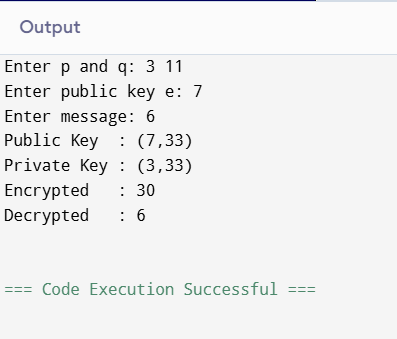 Output
Enter p and q: 3 11
Enter public key e: 7
Enter message: 6
Public Key  : (7,33)
Private Key : (3,33)
Encrypted   : 30
Decrypted   : 6
=== Code Execution Successful ===